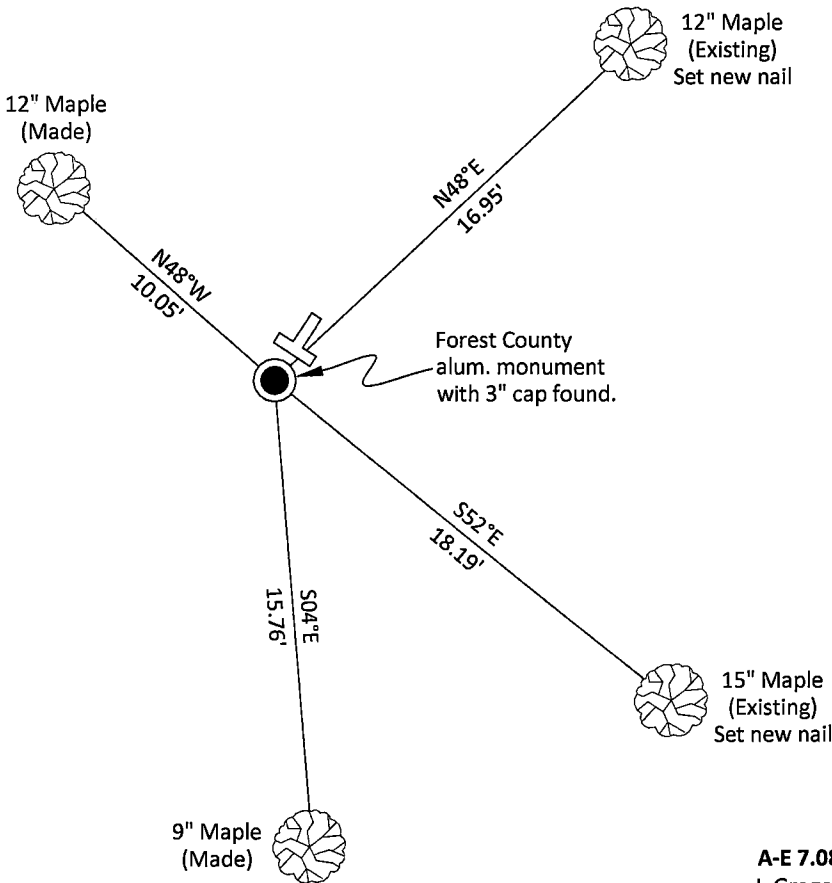 12" Maple
(Existing)
Set new nail
12" Maple
(Made)
N48°E
16.95'
N48°W
10.05'
Forest County
alum. monument
with 3" cap found.
S52°E
18.19'
S04°E
15.76'
15" Maple
(Existing)
Set new nail
9" Maple
(Made)
A-E 7.08